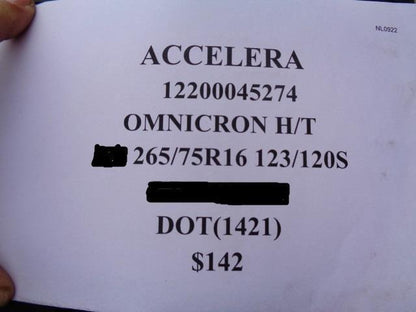 NL0922
ACCELERA
12200045274
OMNICRON H/T
265/75R16 123/120S
DOT(1421)
$142